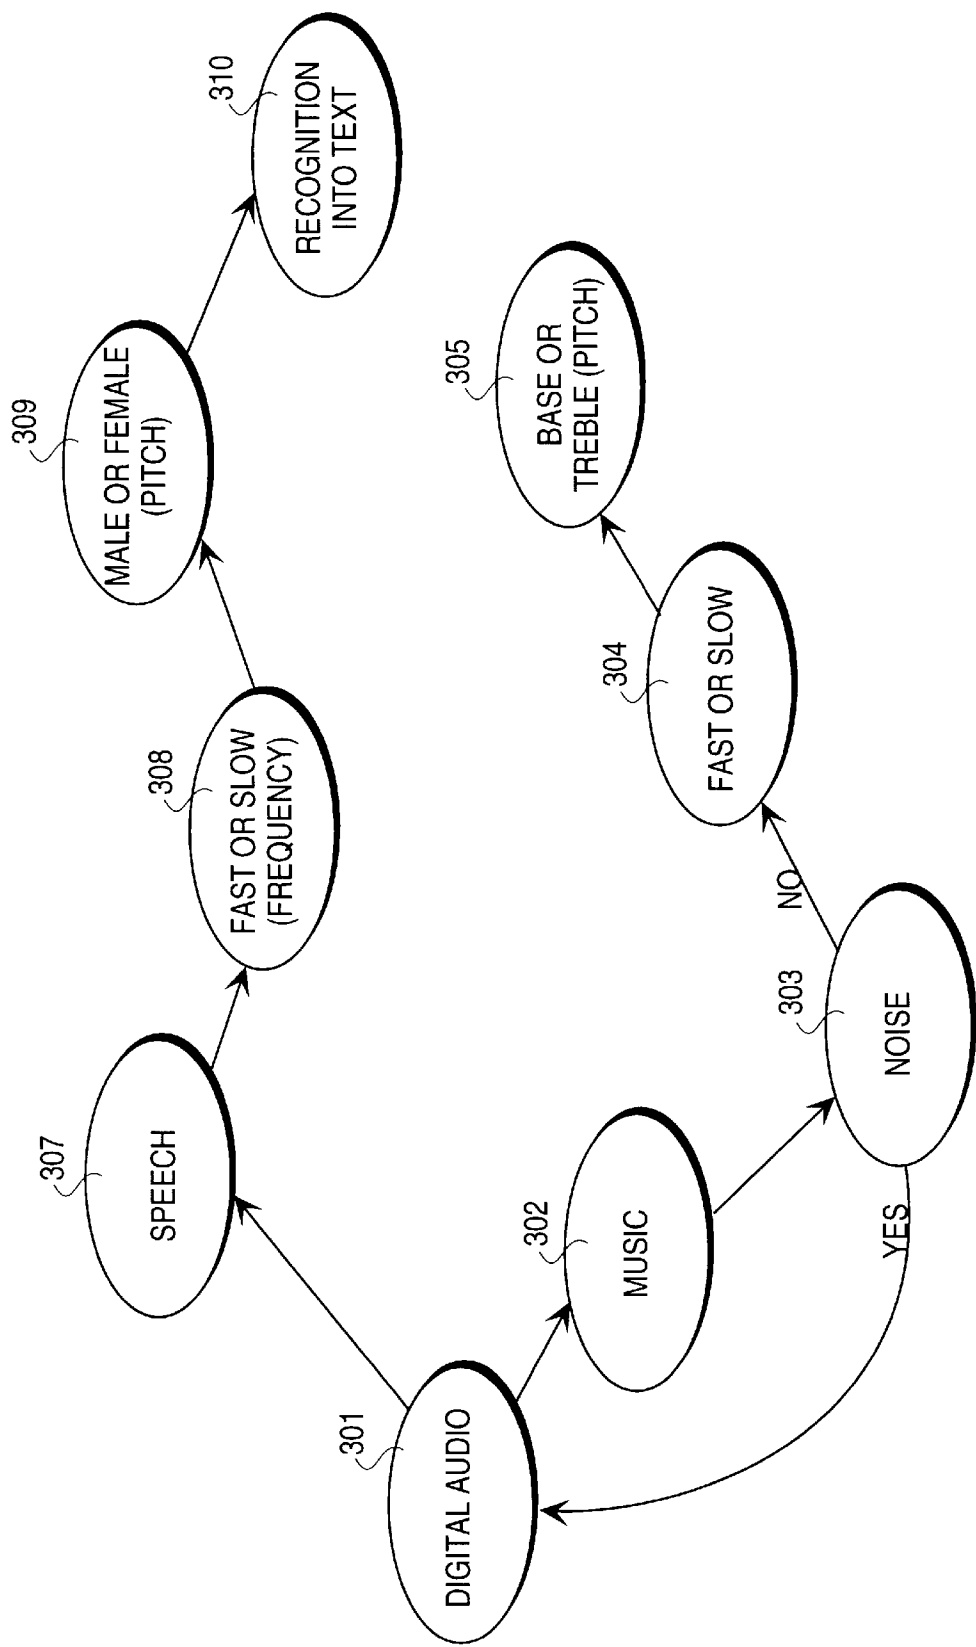 301
DIGITAL AUDIO
307
SPEECH
308
FAST OR SLOW
(FREQUENCY)
309
MALE OR FEMALE
(PITCH)
310
RECOGNITION
INTO TEXT
302
MUSIC
303
NOISE
YES
NO
304
FAST OR SLOW
305
BASE OR
TREBLE (PITCH)